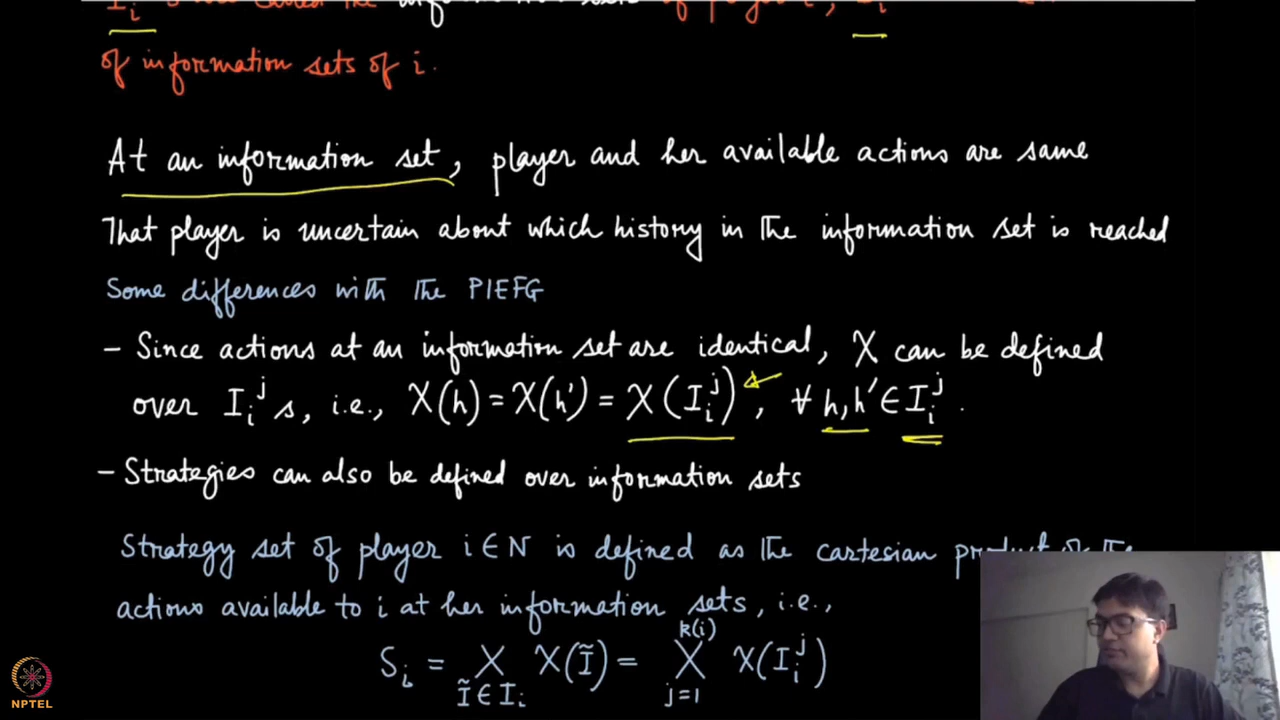 of information sets of i.
At an information set, player and her available actions are same
That player is uncertain about which history in the information set is reached
Some differences with the PIEFG
- Since actions at an information set are identical, X can be defined
over I_i^j s, i.e., X(h) = X(h') = X(I_i^j), ∀ h, h' ∈ I_i^j.
- Strategies can also be defined over information sets
Strategy set of player i ∈ N is defined as the cartesian product of the
actions available to i at her information sets, i.e.,
S_i = X_{Ĩ ∈ I_i} X(Ĩ) = X_{j=1}^{k(i)} X(I_i^j)
NPTEL